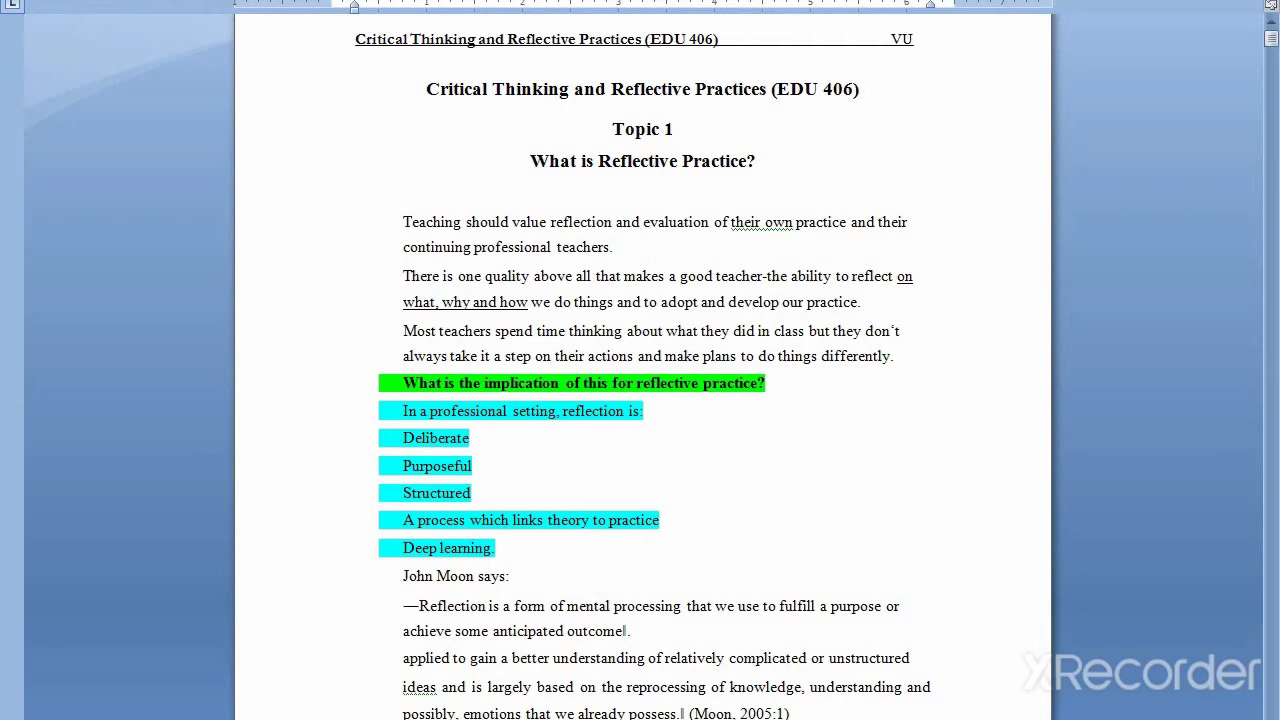 Critical Thinking and Reflective Practices (EDU 406) VU
Critical Thinking and Reflective Practices (EDU 406)
Topic 1
What is Reflective Practice?
Teaching should value reflection and evaluation of their own practice and their
continuing professional teachers.
There is one quality above all that makes a good teacher-the ability to reflect on
what, why and how we do things and to adopt and develop our practice.
Most teachers spend time thinking about what they did in class but they don‘t
always take it a step on their actions and make plans to do things differently.
What is the implication of this for reflective practice?
In a professional setting, reflection is:
Deliberate
Purposeful
Structured
A process which links theory to practice
Deep learning.
John Moon says:
―Reflection is a form of mental processing that we use to fulfill a purpose or
achieve some anticipated outcome‖.
applied to gain a better understanding of relatively complicated or unstructured
ideas and is largely based on the reprocessing of knowledge, understanding and
possibly, emotions that we already possess.‖ (Moon, 2005:1)
XRecorder